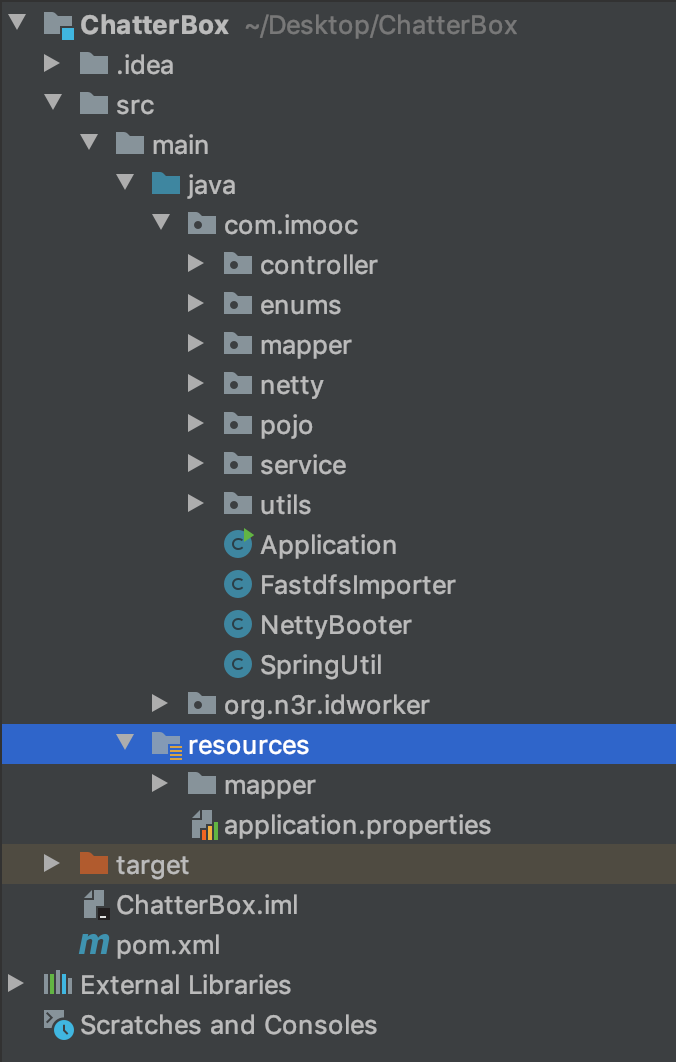 ChatterBox ~/Desktop/ChatterBox
.idea
src
main
java
com.imooc
controller
enums
mapper
netty
pojo
service
utils
Application
FastdfsImporter
NettyBooter
SpringUtil
org.n3r.idworker
resources
mapper
application.properties
target
ChatterBox.iml
pom.xml
External Libraries
Scratches and Consoles